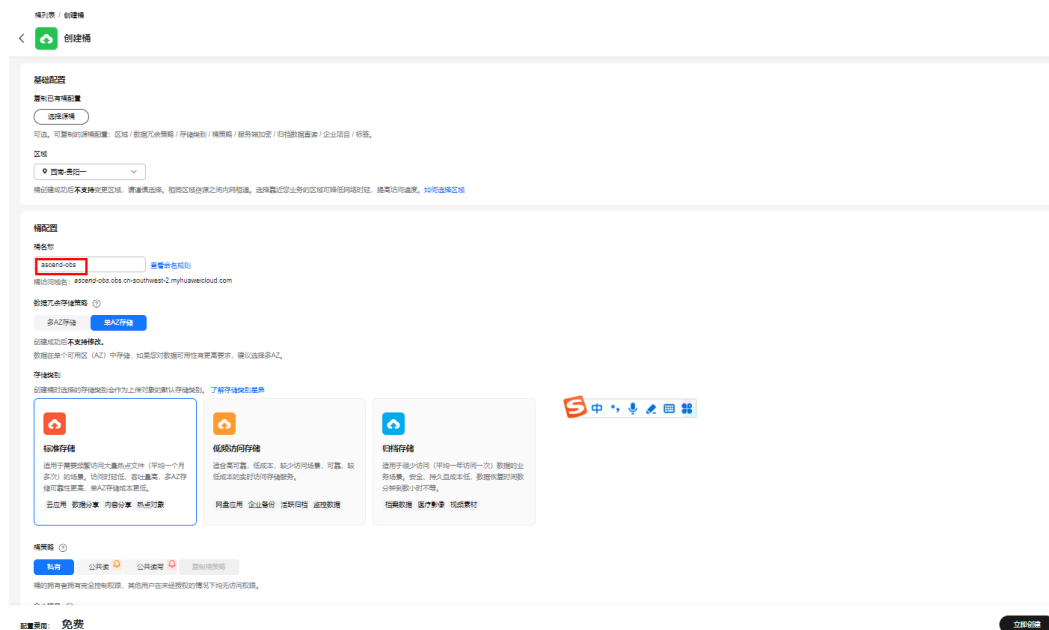 桶列表 / 创建桶
创建桶
基础配置
复制已有桶配置
选择源桶
可选。可复制的源桶配置：区域 / 数据冗余策略 / 存储类别 / 桶策略 / 服务端加密 / 归档数据直读 / 企业项目 / 标签。
区域
西南-贵阳一
桶创建成功后不支持变更区域，请谨慎选择。相同区域资源之间内网相通。选择靠近您业务的区域可降低网络时延，提高访问速度。如何选择区域
桶配置
桶名称
ascend-obs 查看命名规则
桶访问域名：ascend-obs.obs.cn-southwest-2.myhuaweicloud.com
数据冗余存储策略
多AZ存储 单AZ存储
创建成功后不支持修改。
数据在单个可用区（AZ）中存储，如果您对数据可用性有更高要求，建议选择多AZ。
存储类别
创建桶时选择的存储类别会作为上传对象的默认存储类别。 了解存储类别差异
中
标准存储
适用于需要频繁访问大量热点文件（平均一个月
多次）的场景。访问时延低、吞吐量高，多AZ存
储可靠性更高，单AZ存储成本更低。
云应用 数据分享 内容分享 热点对象
低频访问存储
适合高可靠、低成本、较少访问场景，可靠、较
低成本的实时访问存储服务。
网盘应用 企业备份 活跃归档 监控数据
归档存储
适用于很少访问（平均一年访问一次）数据的业
务场景。安全、持久且成本低，数据恢复时间数
分钟到数小时不等。
档案数据 医疗影像 视频素材
桶策略
私有 公共读 公共读写 复制桶策略
桶的拥有者拥有完全控制权限，其他用户在未经授权的情况下均无访问权限。
配置费用： 免费
立即创建